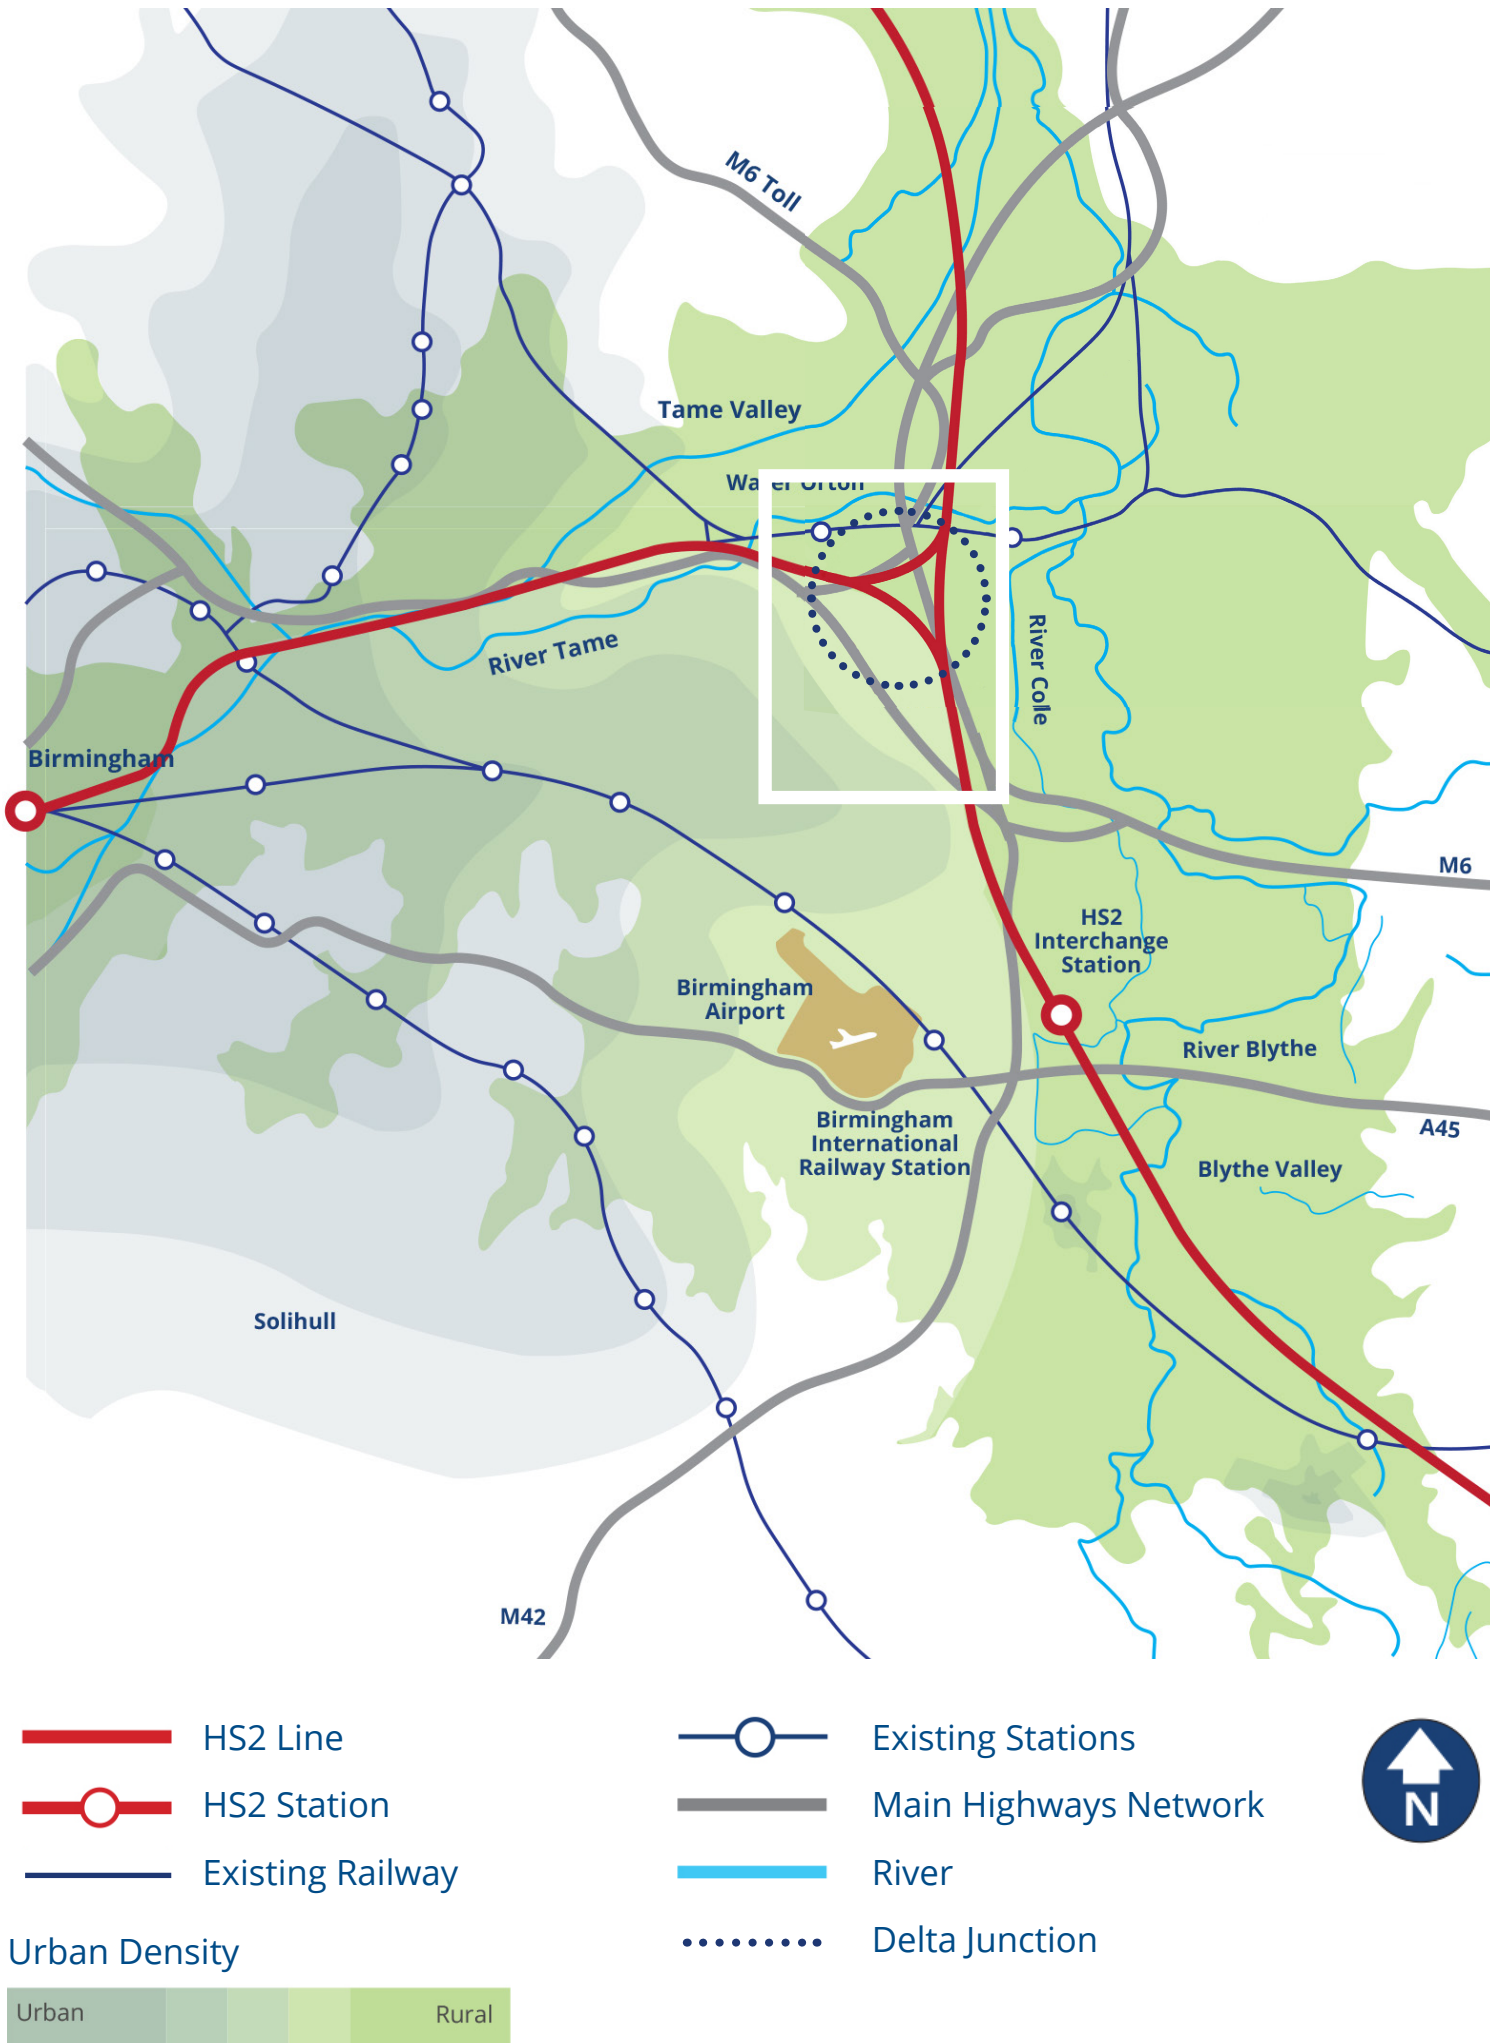 M6 Toll
Tame Valley
Water Orton
River Tame
River Cole
Birmingham
M6
HS2
Interchange
Station
Birmingham
Airport
River Blythe
Birmingham
International
Railway Station
A45
Blythe Valley
Solihull
M42
HS2 Line
HS2 Station
Existing Railway
Existing Stations
Main Highways Network
River
Delta Junction
N
Urban Density
Urban
Rural